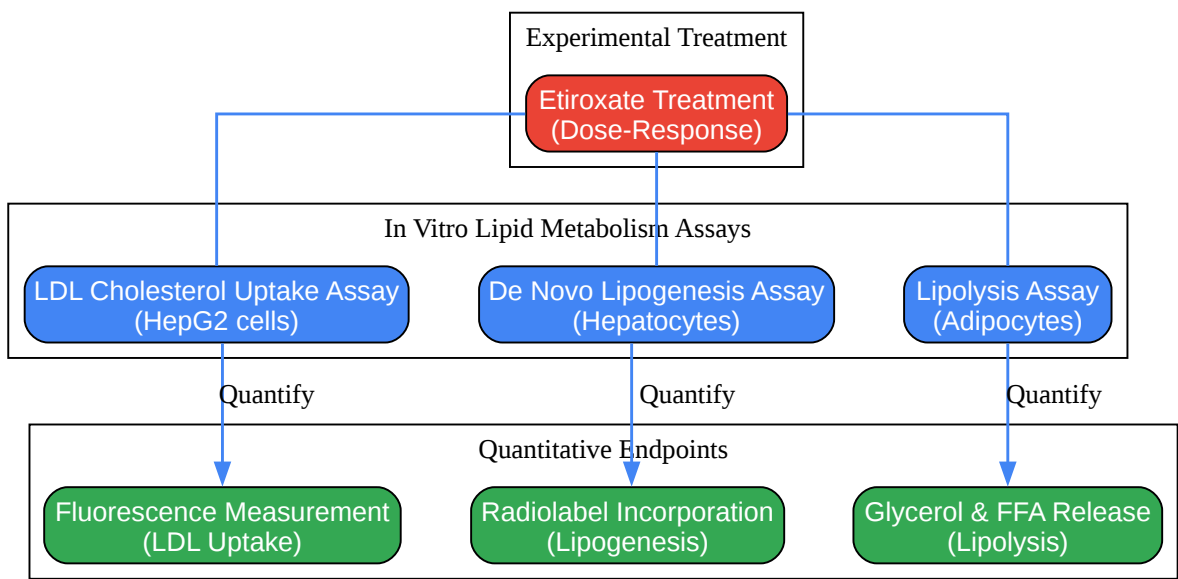 Experimental Treatment
Etiroxate Treatment
(Dose-Response)
In Vitro Lipid Metabolism Assays
LDL Cholesterol Uptake Assay
(HepG2 cells)
De Novo Lipogenesis Assay
(Hepatocytes)
Lipolysis Assay
(Adipocytes)
Quantify
Quantify
Quantify
Quantitative Endpoints
Fluorescence Measurement
(LDL Uptake)
Radiolabel Incorporation
(Lipogenesis)
Glycerol & FFA Release
(Lipolysis)